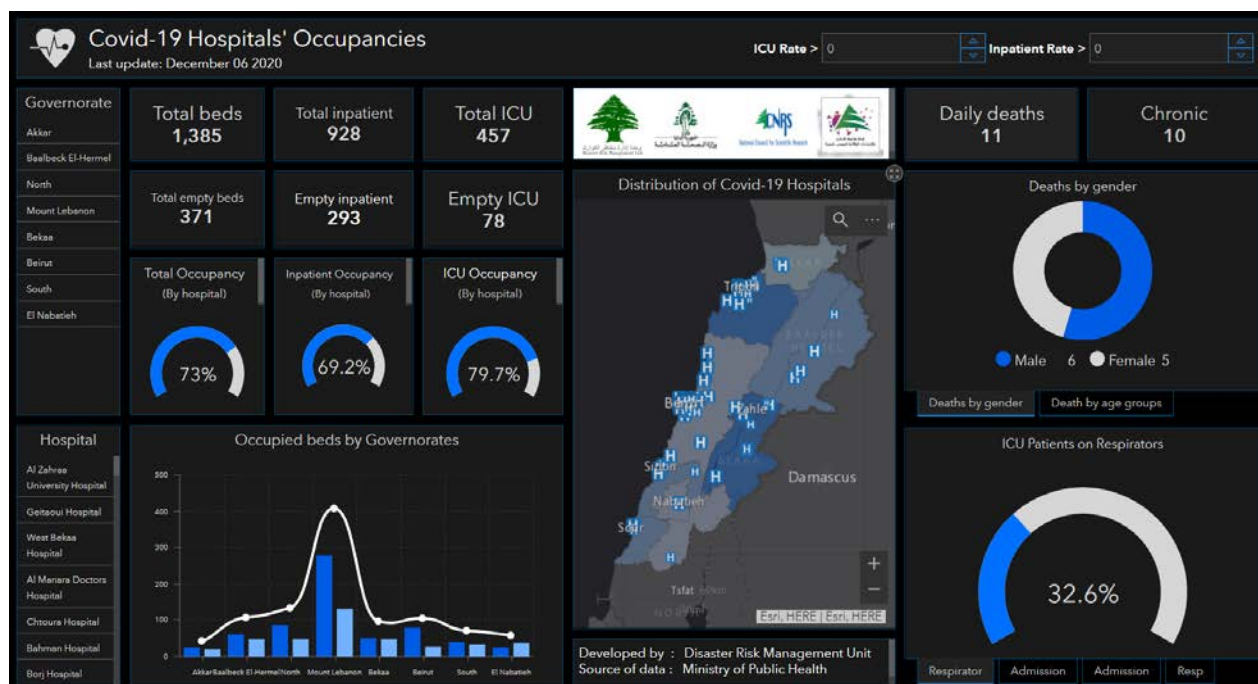 Covid-19 Hospitals' Occupancies
Last update: December 06 2020
ICU Rate > 0
Inpatient Rate > 0
Governorate
Akkar
Baalbeck El-Hermel
North
Mount Lebanon
Bekaa
Beirut
South
El Nabatieh
Total beds
1,385
Total inpatient
928
Total ICU
457
Total empty beds
371
Empty inpatient
293
Empty ICU
78
Total Occupancy
(By hospital)
73%
Inpatient Occupancy
(By hospital)
69.2%
ICU Occupancy
(By hospital)
79.7%
CNRS
National Council for Scientific Research
Daily deaths
11
Chronic
10
Distribution of Covid-19 Hospitals
Tripoli
Beirut
Zahle
Sidon
Nabatieh
Sour
Damascus
Tsfat
Esri, HERE | Esri, HERE
Deaths by gender
Male 6 Female 5
Deaths by gender
Death by age groups
Hospital
Al Zahraa
University Hospital
Geitaoui Hospital
West Bekaa
Hospital
Al Manara Doctors
Hospital
Chtoura Hospital
Bahman Hospital
Borj Hospital
Occupied beds by Governorates
500
400
300
200
100
0
Akkar Baalbeck El-Hermel North Mount Lebanon Bekaa Beirut South El Nabatieh
Developed by : Disaster Risk Management Unit
Source of data : Ministry of Public Health
ICU Patients on Respirators
32.6%
Respirator
Admission
Admission
Resp